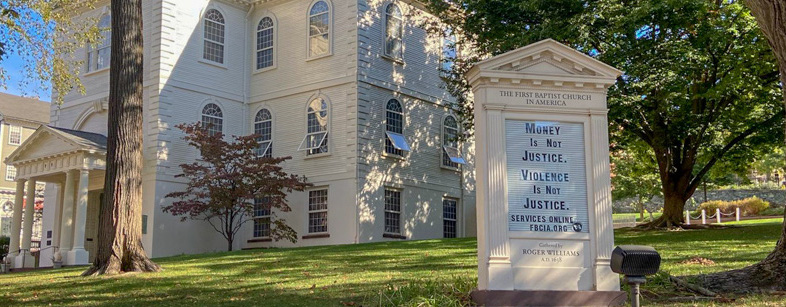 THE FIRST BAPTIST CHURCH
IN AMERICA
MONEY
IS NOT
JUSTICE.
VIOLENCE
IS NOT
JUSTICE.
SERVICES ONLINE
FBCIA.ORG
Gathered by
ROGER WILLIAMS